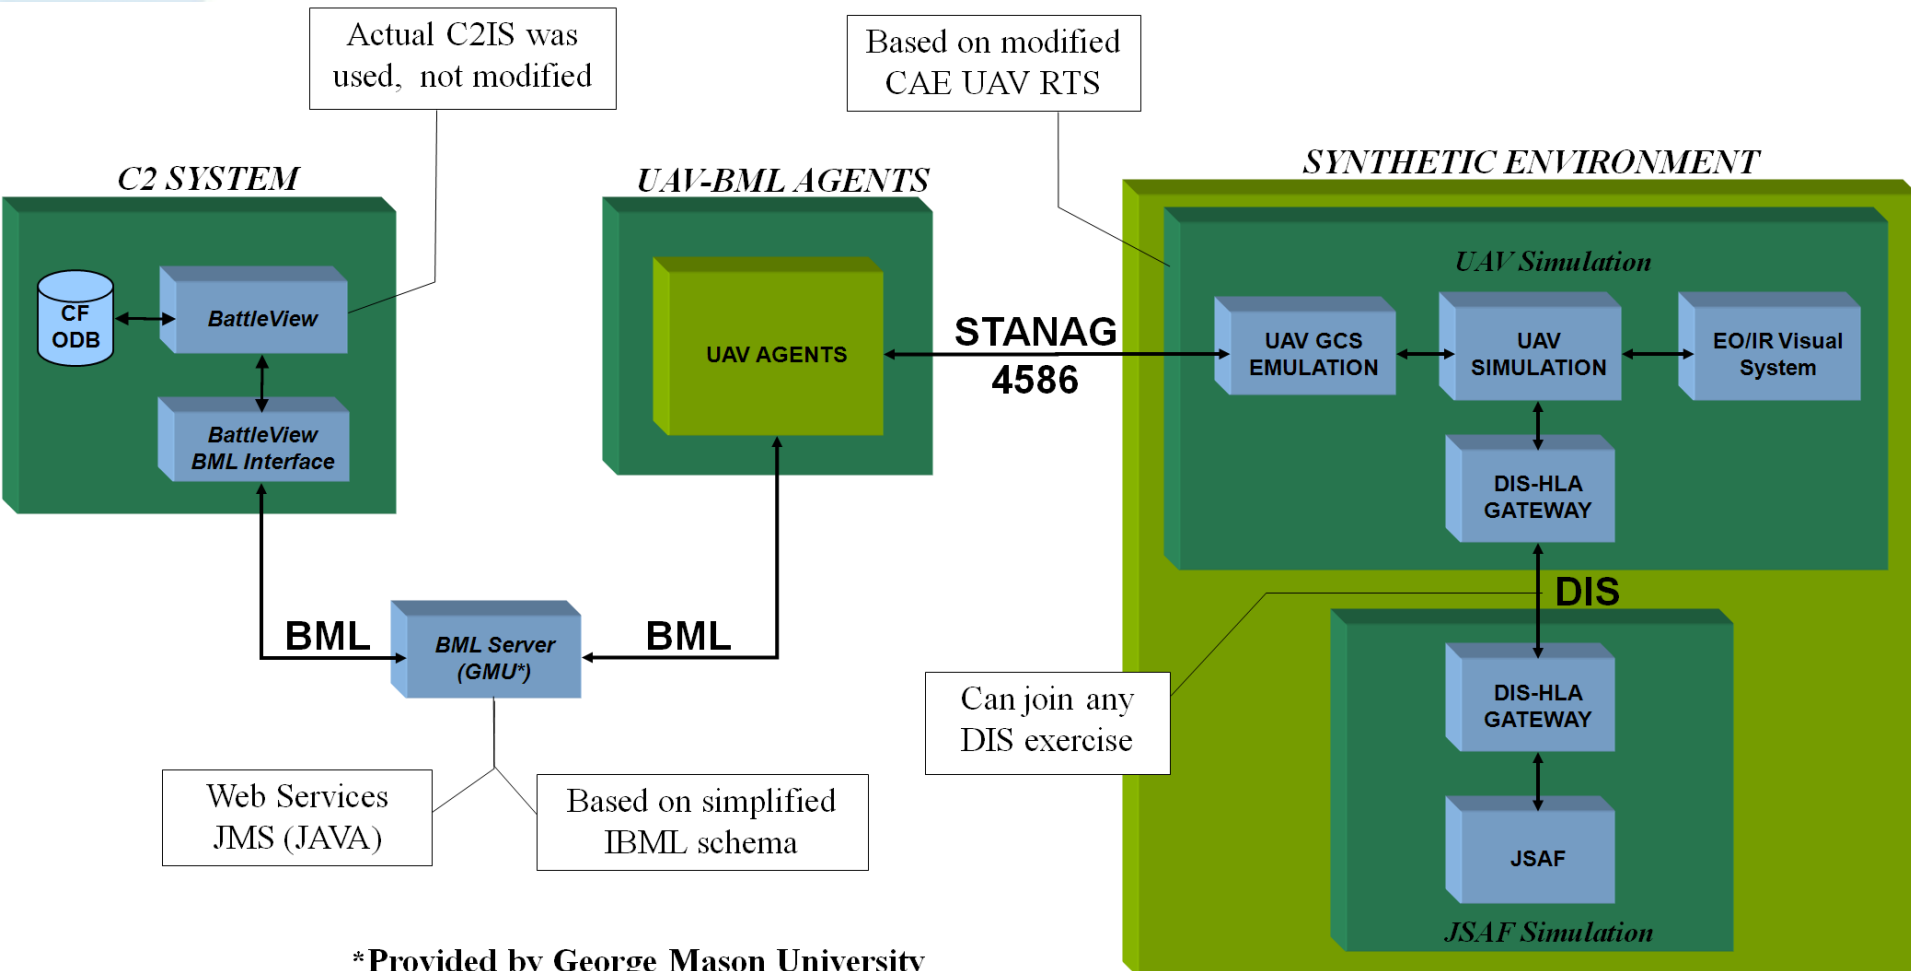 Actual C2IS was
used, not modified
Based on modified
CAE UAV RTS
C2 SYSTEM
UAV-BML AGENTS
SYNTHETIC ENVIRONMENT
CF
ODB
BattleView
BattleView
BML Interface
UAV AGENTS
STANAG
4586
UAV Simulation
UAV GCS
EMULATION
UAV
SIMULATION
EO/IR Visual
System
DIS-HLA
GATEWAY
DIS
BML
BML Server
(GMU*)
BML
Can join any
DIS exercise
DIS-HLA
GATEWAY
JSAF
JSAF Simulation
Web Services
JMS (JAVA)
Based on simplified
IBML schema
*Provided by George Mason University